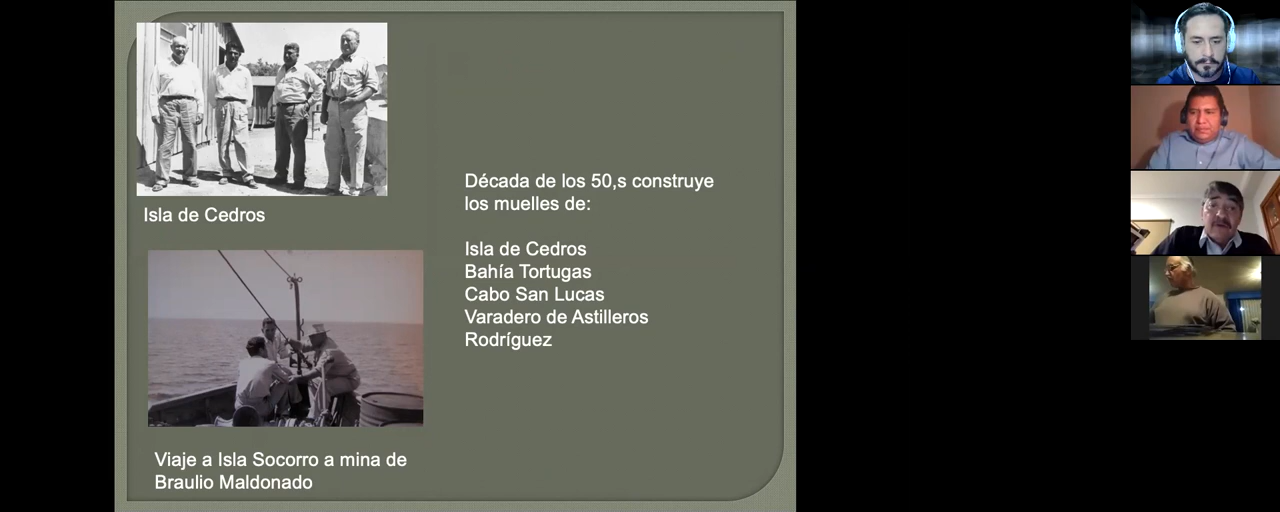 Isla de Cedros
Viaje a Isla Socorro a mina de
Braulio Maldonado
Década de los 50,s construye
los muelles de:
Isla de Cedros
Bahía Tortugas
Cabo San Lucas
Varadero de Astilleros
Rodríguez